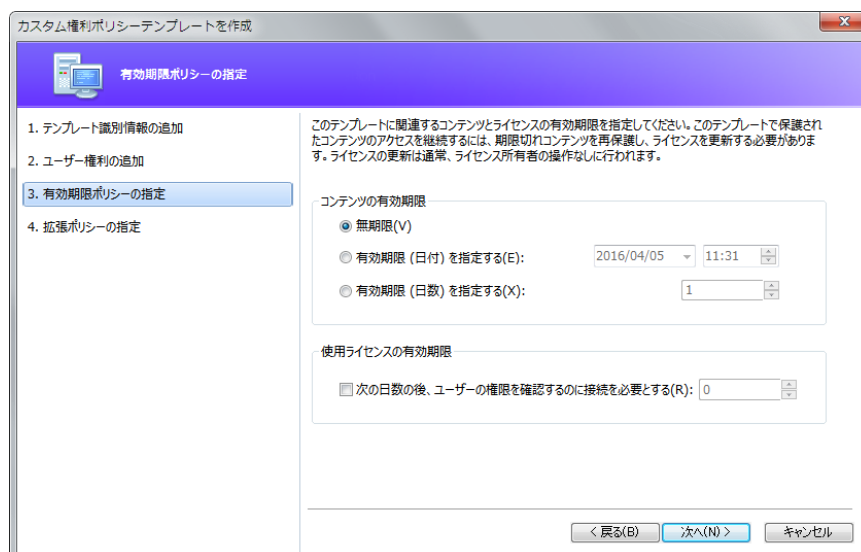 カスタム権利ポリシーテンプレートを作成
有効期限ポリシーの指定
1. テンプレート識別情報の追加
2. ユーザー権利の追加
3. 有効期限ポリシーの指定
4. 拡張ポリシーの指定
このテンプレートに関連するコンテンツとライセンスの有効期限を指定してください。このテンプレートで保護され
たコンテンツのアクセスを継続するには、期限切れコンテンツを再保護し、ライセンスを更新する必要がありま
す。ライセンスの更新は通常、ライセンス所有者の操作なしに行われます。
コンテンツの有効期限
無期限(V)
有効期限 (日付) を指定する(E): 2016/04/05 11:31
有効期限 (日数) を指定する(X): 1
使用ライセンスの有効期限
次の日数の後、ユーザーの権限を確認するのに接続を必要とする(R): 0
< 戻る(B) 次へ(N) > キャンセル